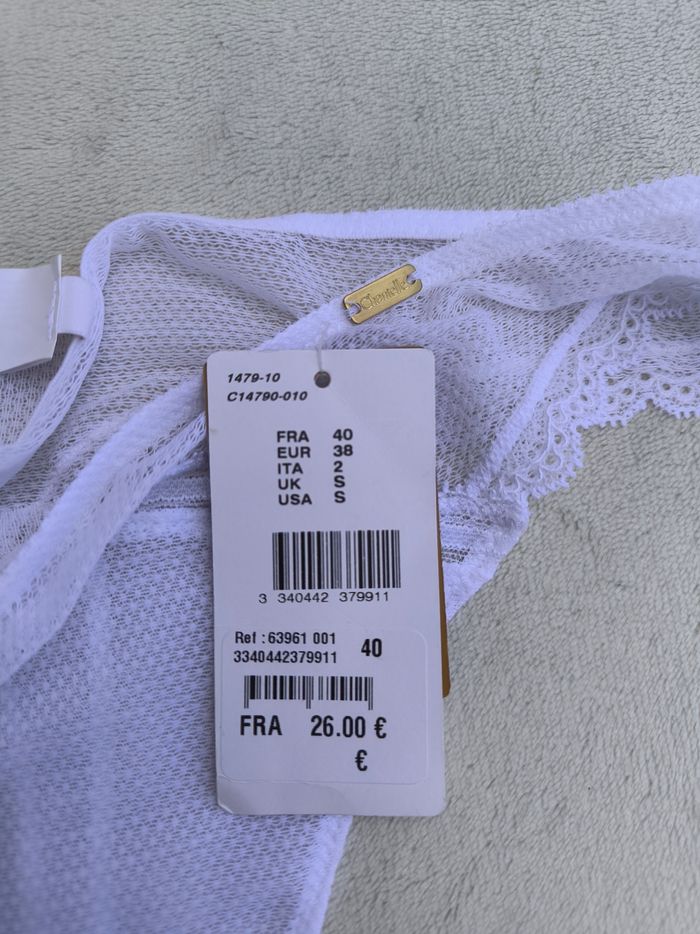 Chantelle
1479-10
C14790-010
FRA 40
EUR 38
ITA 2
UK S
USA S
3 340442 379911
Ref : 63961 001
3340442379911
40
FRA 26.00 €
€